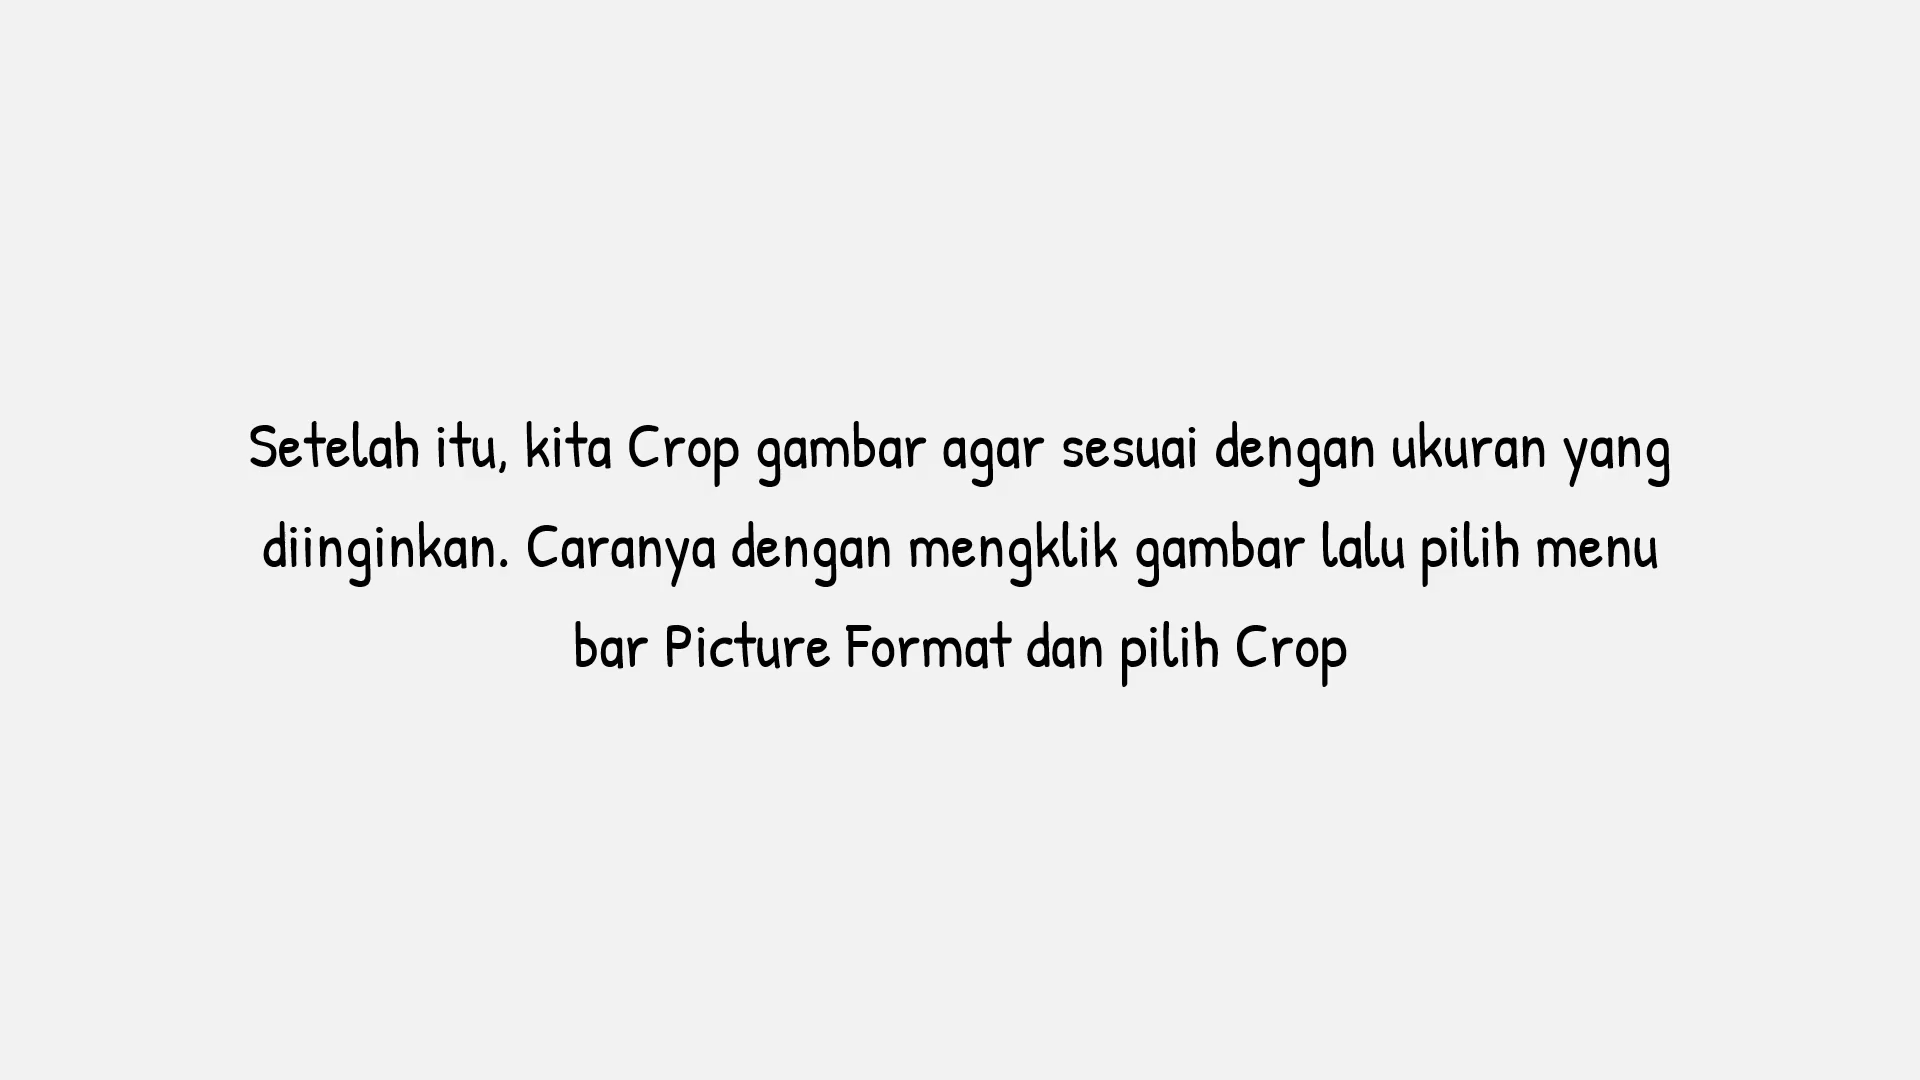 Setelah itu, kita Crop gambar agar sesuai dengan ukuran yang
diinginkan. Caranya dengan mengklik gambar lalu pilih menu
bar Picture Format dan pilih Crop